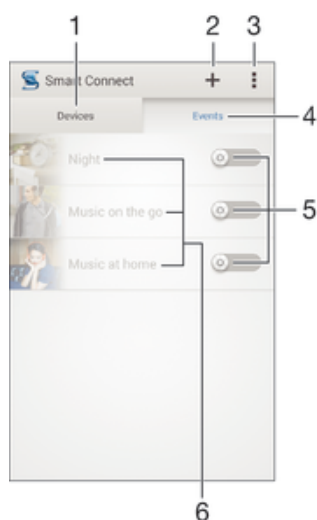 1 2 3
Smart Connect
Devices Events 4
Night
Music on the go 5
Music at home
6